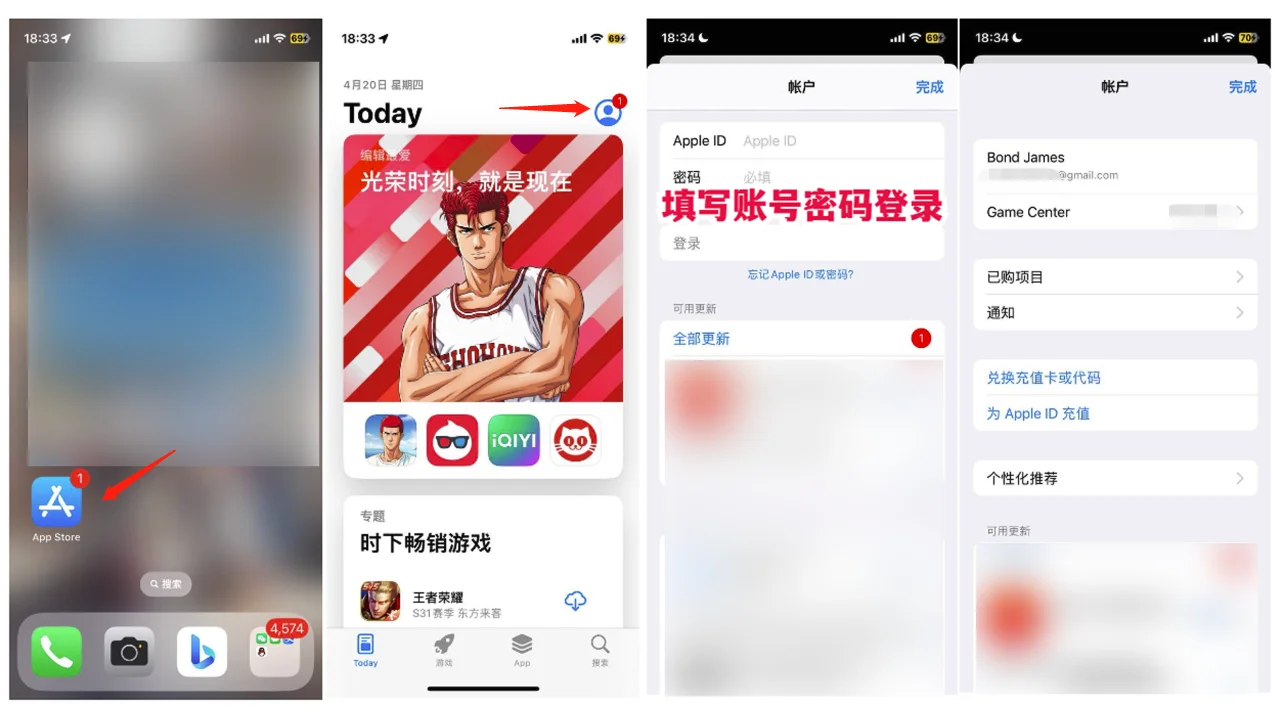 18:33
69
1
App Store
搜索
4,574
18:33
69
4月20日 星期四
Today
1
编辑最爱
光荣时刻，就是现在
SHOHOKU
iQIYI
专题
时下畅销游戏
王者荣耀
S31赛季 东方来客
Today
游戏
App
搜索
18:34
69
帐户
完成
Apple ID Apple ID
密码 必填
填写账号密码登录
登录
忘记 Apple ID 或密码?
可用更新
全部更新
1
18:34
70
帐户
完成
Bond James
@gmail.com
Game Center
已购项目
通知
兑换充值卡或代码
为 Apple ID 充值
个性化推荐
可用更新